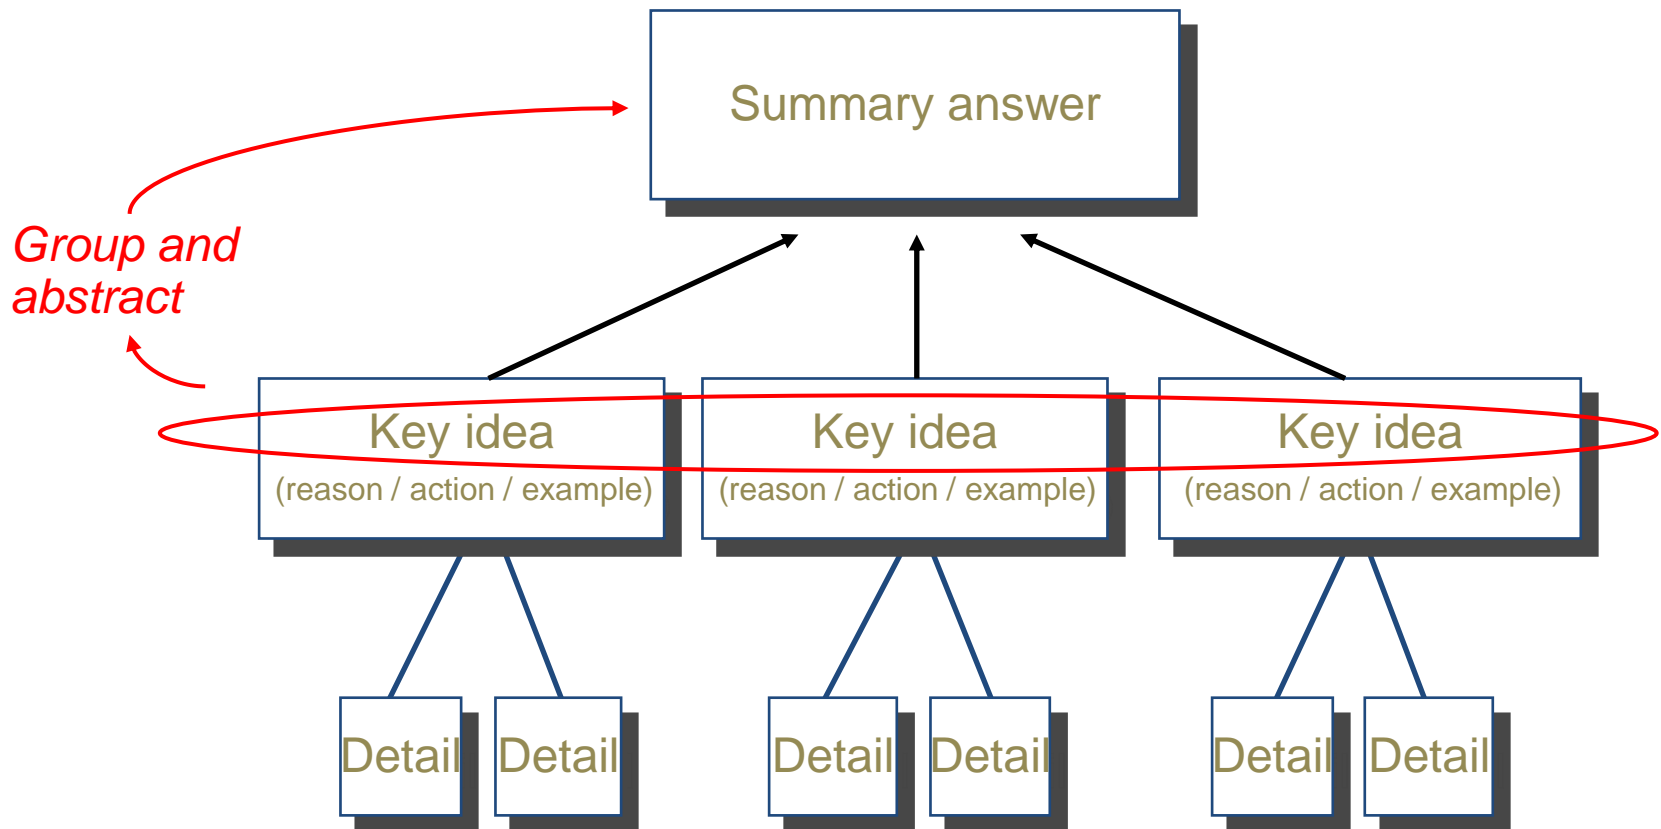 Summary answer
Group and
abstract
Key idea
(reason / action / example)
Key idea
(reason / action / example)
Key idea
(reason / action / example)
Detail
Detail
Detail
Detail
Detail
Detail